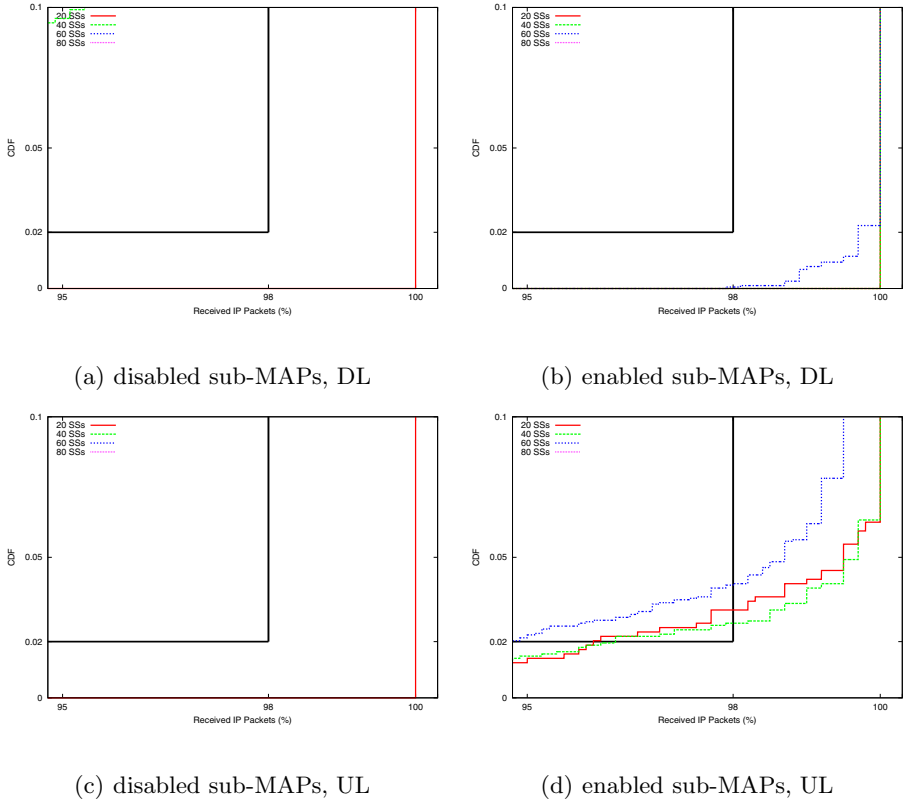 0.1
20 SSs
40 SSs
60 SSs
80 SSs
CDF
0.05
0.02
0
95
98
100
Received IP Packets (%)
(a) disabled sub-MAPs, DL
0.1
20 SSs
40 SSs
60 SSs
80 SSs
CDF
0.05
0.02
0
95
98
100
Received IP Packets (%)
(b) enabled sub-MAPs, DL
0.1
20 SSs
40 SSs
60 SSs
80 SSs
CDF
0.05
0.02
0
95
98
100
Received IP Packets (%)
(c) disabled sub-MAPs, UL
0.1
20 SSs
40 SSs
60 SSs
80 SSs
CDF
0.05
0.02
0
95
98
100
Received IP Packets (%)
(d) enabled sub-MAPs, UL